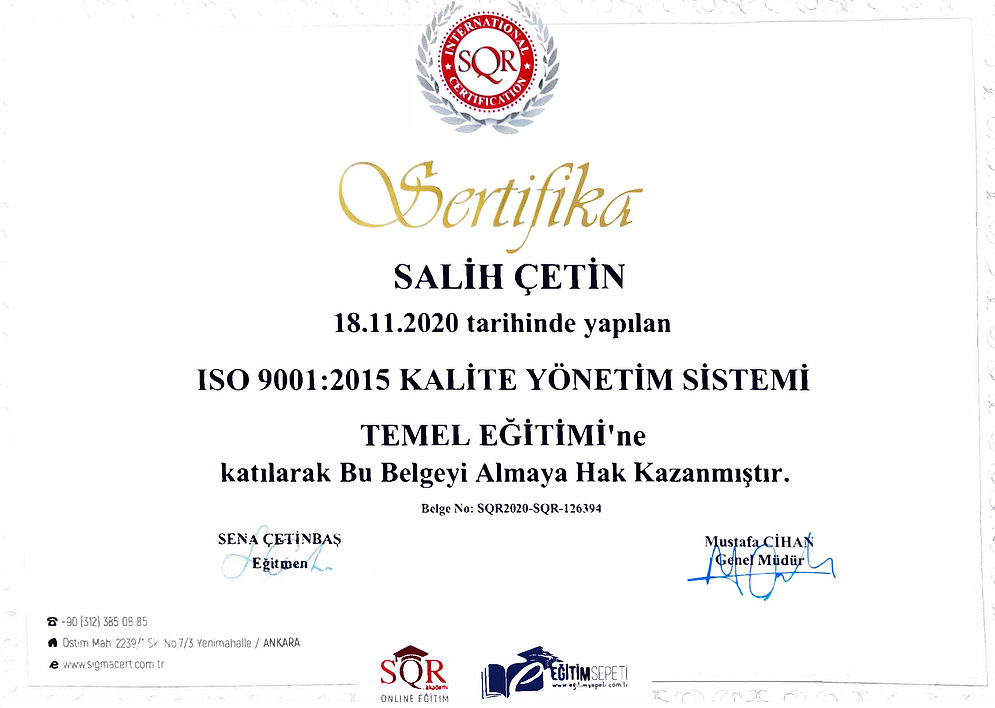 INTERNATIONAL
SQR
CERTIFICATION
Sertifika
SALİH ÇETİN
18.11.2020 tarihinde yapılan
ISO 9001:2015 KALİTE YÖNETİM SİSTEMİ
TEMEL EĞİTİMİ'ne
katılarak Bu Belgeyi Almaya Hak Kazanmıştır.
Belge No: SQR2020-SQR-126394
SENA ÇETİNBAŞ
Eğitmen
Mustafa CİHAN
Genel Müdür
+90 (312) 385 08 85
Ostim Mah. 2239/1 Sk. No:7/3 Yenimahalle / ANKARA
www.sigmacert.com.tr
SQR
akademi
ONLINE EĞİTİM
EĞİTİMSEPETİ
www.egitimsepeti.com.tr